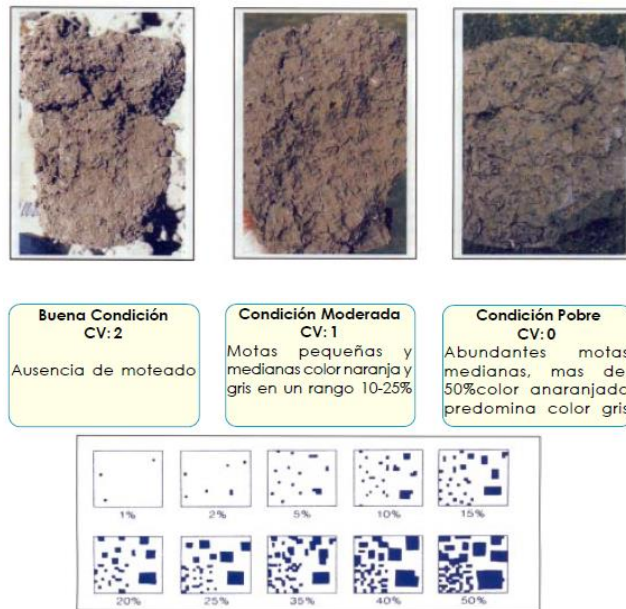 Buena Condición
CV: 2
Ausencia de moteado
Condición Moderada
CV: 1
Motas pequeñas y
medianas color naranja y
gris en un rango 10-25%
Condición Pobre
CV: 0
Abundantes motas
medianas, mas de
50%color anaranjado
predomina color gris
1%
2%
5%
10%
15%
20%
25%
35%
40%
50%